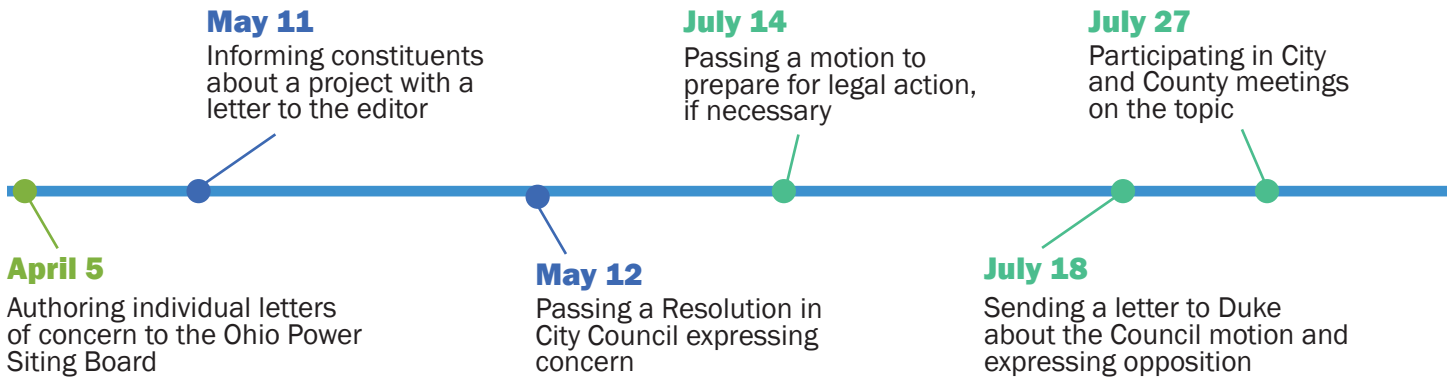 May 11
Informing constituents
about a project with a
letter to the editor
July 14
Passing a motion to
prepare for legal action,
if necessary
July 27
Participating in City
and County meetings
on the topic
April 5
Authoring individual letters
of concern to the Ohio Power
Siting Board
May 12
Passing a Resolution in
City Council expressing
concern
July 18
Sending a letter to Duke
about the Council motion and
expressing opposition